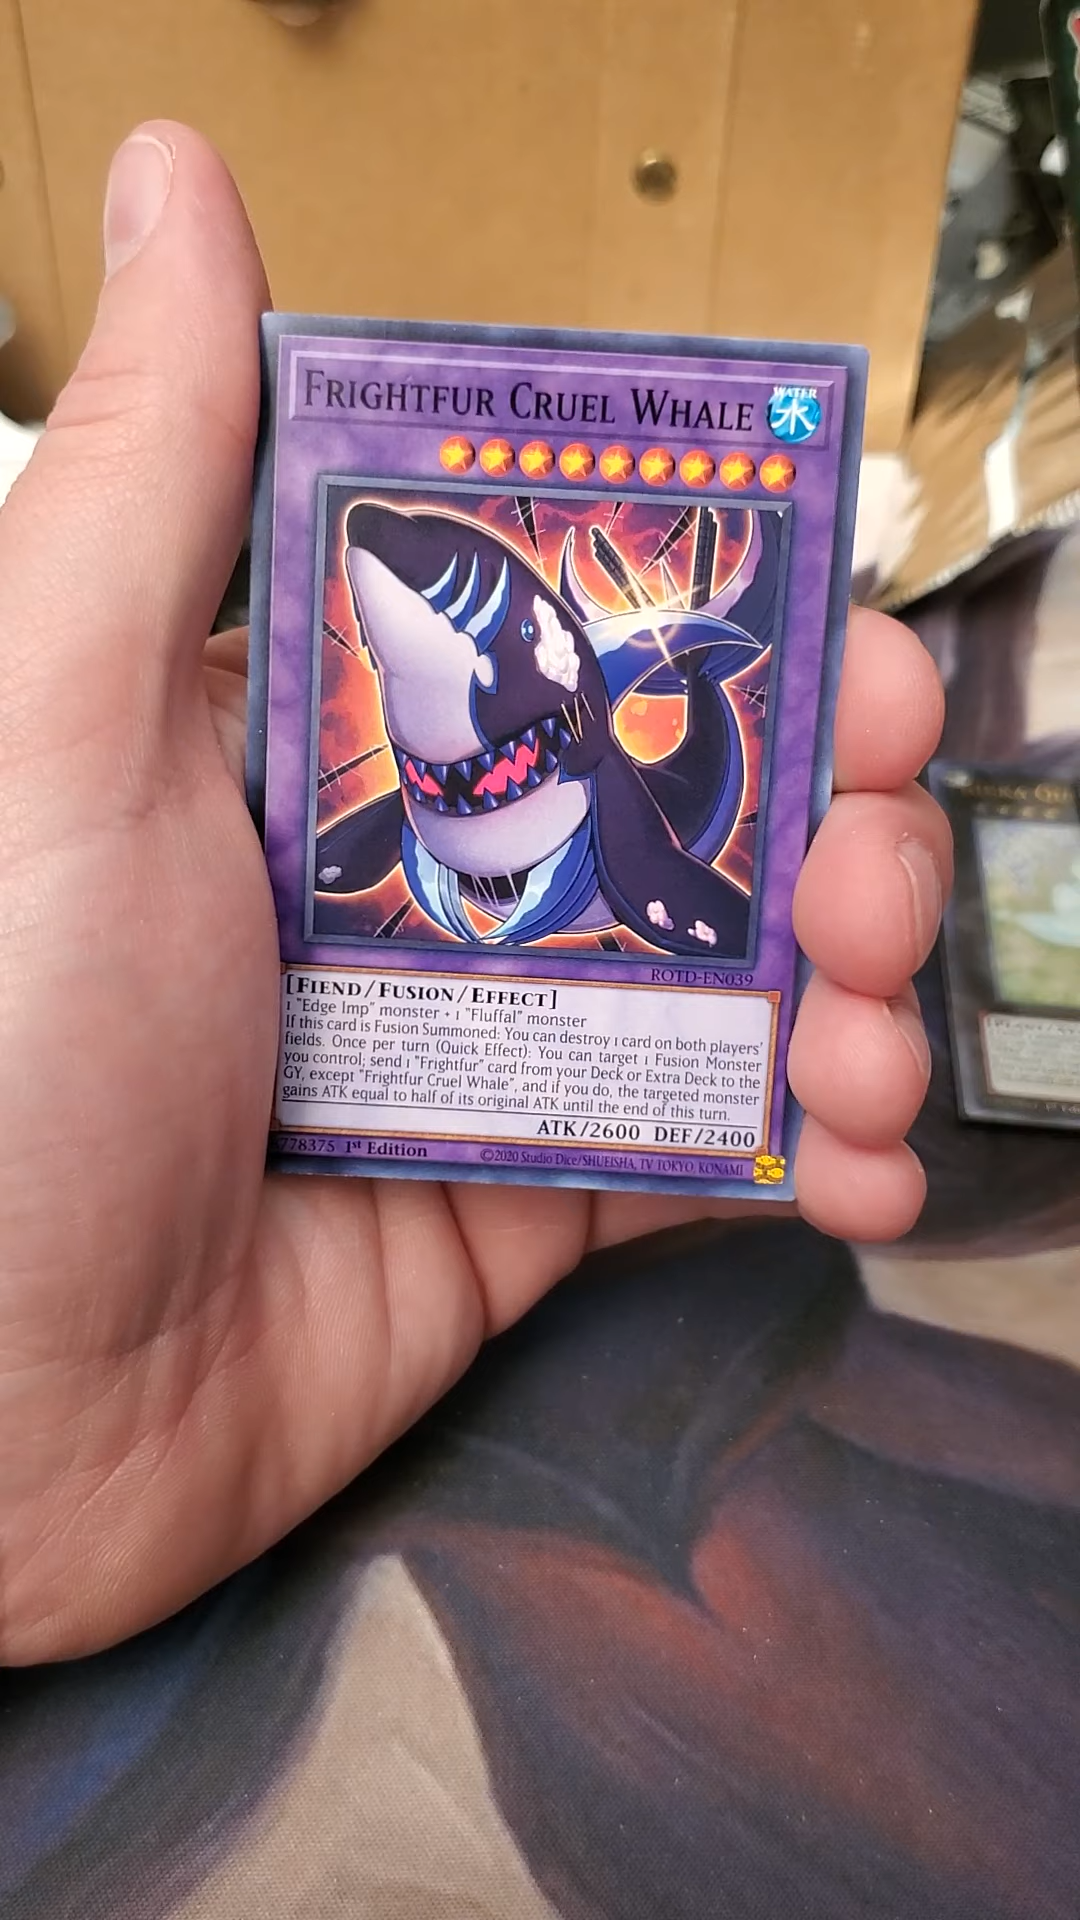 FRIGHTFUR CRUEL WHALE
WATER
水
ROTD-EN039
[FIEND/FUSION/EFFECT]
1 "Edge Imp" monster + 1 "Fluffal" monster
If this card is Fusion Summoned: You can destroy 1 card on both players'
fields. Once per turn (Quick Effect): You can target 1 Fusion Monster
you control; send 1 "Frightfur" card from your Deck or Extra Deck to the
GY, except "Frightfur Cruel Whale", and if you do, the targeted monster
gains ATK equal to half of its original ATK until the end of this turn.
ATK/2600 DEF/2400
778375 1st Edition
©2020 Studio Dice/SHUEISHA, TV TOKYO, KONAMI